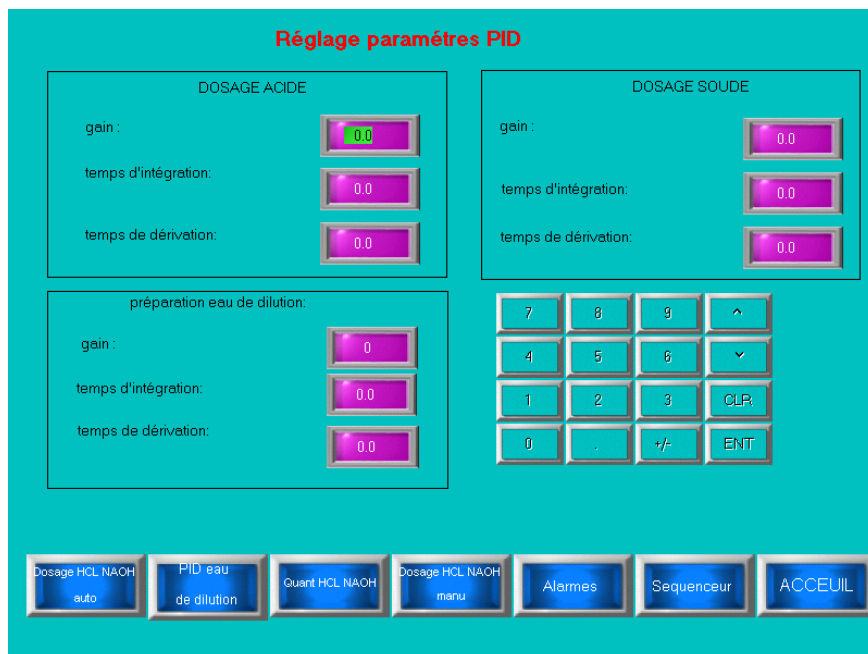 Réglage paramétres PID
DOSAGE ACIDE
gain :
0.0
temps d'intégration:
0.0
temps de dérivation:
0.0
DOSAGE SOUDE
gain :
0.0
temps d'intégration:
0.0
temps de dérivation:
0.0
préparation eau de dilution:
gain :
0
temps d'intégration:
0.0
temps de dérivation:
0.0
7 8 9 ^
4 5 6 v
1 2 3 CLR
0 . +/- ENT
Dosage HCL NAOH
auto
PID eau
de dilution
Quant HCL NAOH
Dosage HCL NAOH
manu
Alarmes
Sequenceur
ACCEUIL